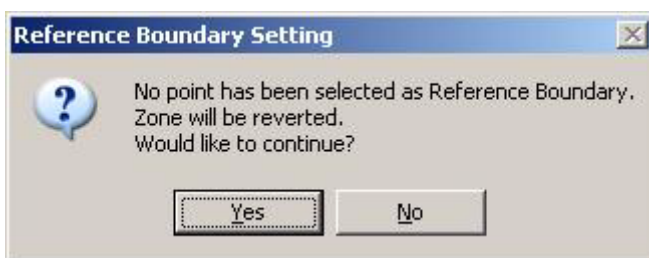 Reference Boundary Setting
No point has been selected as Reference Boundary.
Zone will be reverted.
Would like to continue?
Yes No